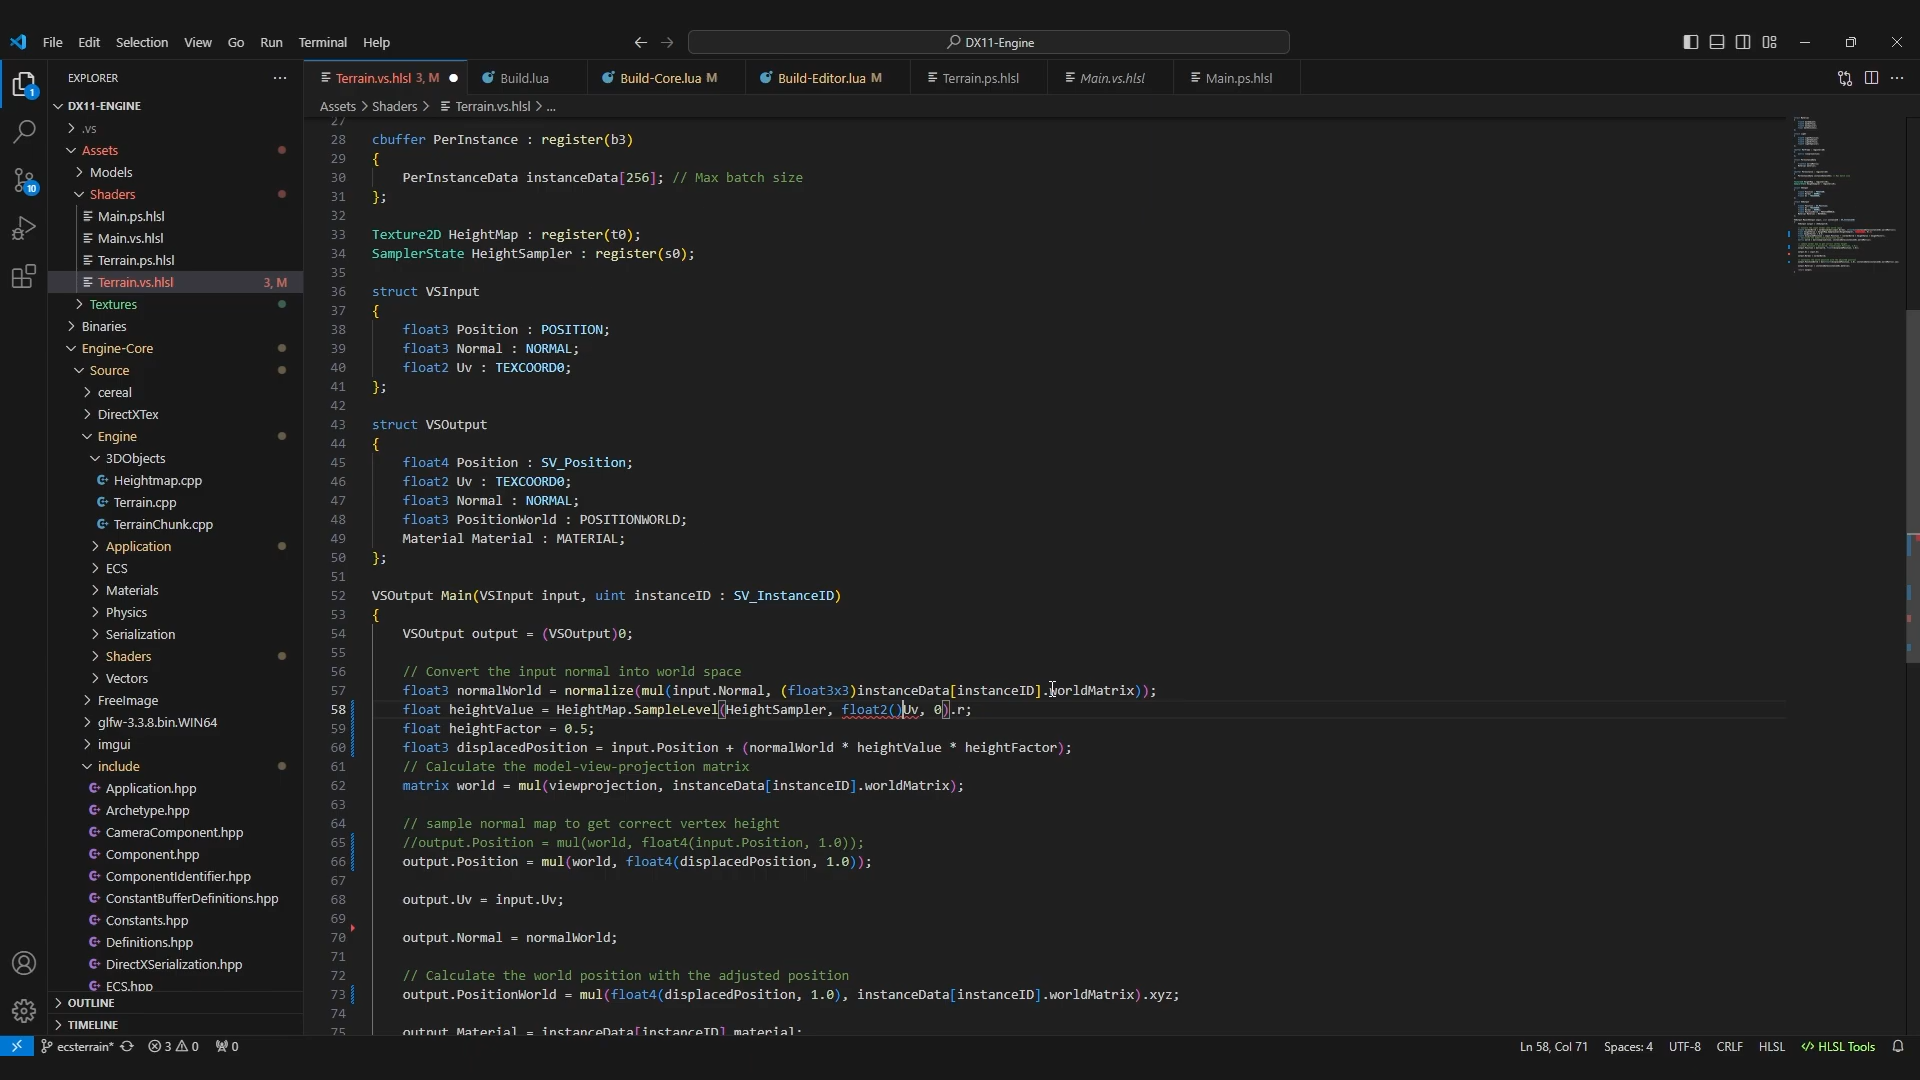 File Edit Selection View Go Run Terminal Help
DX11-Engine
EXPLORER
DX11-ENGINE
.vs
Assets
Models
Shaders
Main.ps.hlsl
Main.vs.hlsl
Terrain.ps.hlsl
Terrain.vs.hlsl 3, M
Textures
Binaries
Engine-Core
Source
cereal
DirectXTex
Engine
3DObjects
Heightmap.cpp
Terrain.cpp
TerrainChunk.cpp
Application
ECS
Materials
Physics
Serialization
Shaders
Vectors
FreeImage
glfw-3.3.8.bin.WIN64
imgui
include
Application.hpp
Archetype.hpp
CameraComponent.hpp
Component.hpp
ComponentIdentifier.hpp
ConstantBufferDefinitions.hpp
Constants.hpp
Definitions.hpp
DirectXSerialization.hpp
ECS.hpp
OUTLINE
TIMELINE
1
10
Terrain.vs.hlsl 3, M Build.lua Build-Core.lua M Build-Editor.lua M Terrain.ps.hlsl Main.vs.hlsl Main.ps.hlsl
Assets > Shaders > Terrain.vs.hlsl > ...
27
28 cbuffer PerInstance : register(b3)
29 {
30 PerInstanceData instanceData[256]; // Max batch size
31 };
32
33 Texture2D HeightMap : register(t0);
34 SamplerState HeightSampler : register(s0);
35
36 struct VSInput
37 {
38 float3 Position : POSITION;
39 float3 Normal : NORMAL;
40 float2 Uv : TEXCOORD0;
41 };
42
43 struct VSOutput
44 {
45 float4 Position : SV_Position;
46 float2 Uv : TEXCOORD0;
47 float3 Normal : NORMAL;
48 float3 PositionWorld : POSITIONWORLD;
49 Material Material : MATERIAL;
50 };
51
52 VSOutput Main(VSInput input, uint instanceID : SV_InstanceID)
53 {
54 VSOutput output = (VSOutput)0;
55
56 // Convert the input normal into world space
57 float3 normalWorld = normalize(mul(input.Normal, (float3x3)instanceData[instanceID].worldMatrix));
58 float heightValue = HeightMap.SampleLevel(HeightSampler, float2()Uv, 0).r;
59 float heightFactor = 0.5;
60 float3 displacedPosition = input.Position + (normalWorld * heightValue * heightFactor);
61 // Calculate the model-view-projection matrix
62 matrix world = mul(viewprojection, instanceData[instanceID].worldMatrix);
63
64 // sample normal map to get correct vertex height
65 //output.Position = mul(world, float4(input.Position, 1.0));
66 output.Position = mul(world, float4(displacedPosition, 1.0));
67
68 output.Uv = input.Uv;
69
70 output.Normal = normalWorld;
71
72 // Calculate the world position with the adjusted position
73 output.PositionWorld = mul(float4(displacedPosition, 1.0), instanceData[instanceID].worldMatrix).xyz;
74
75 output.Material = instanceData[instanceID].material;
ecsterrain* 3 0 0 Ln 58, Col 71 Spaces: 4 UTF-8 CRLF HLSL HLSL Tools